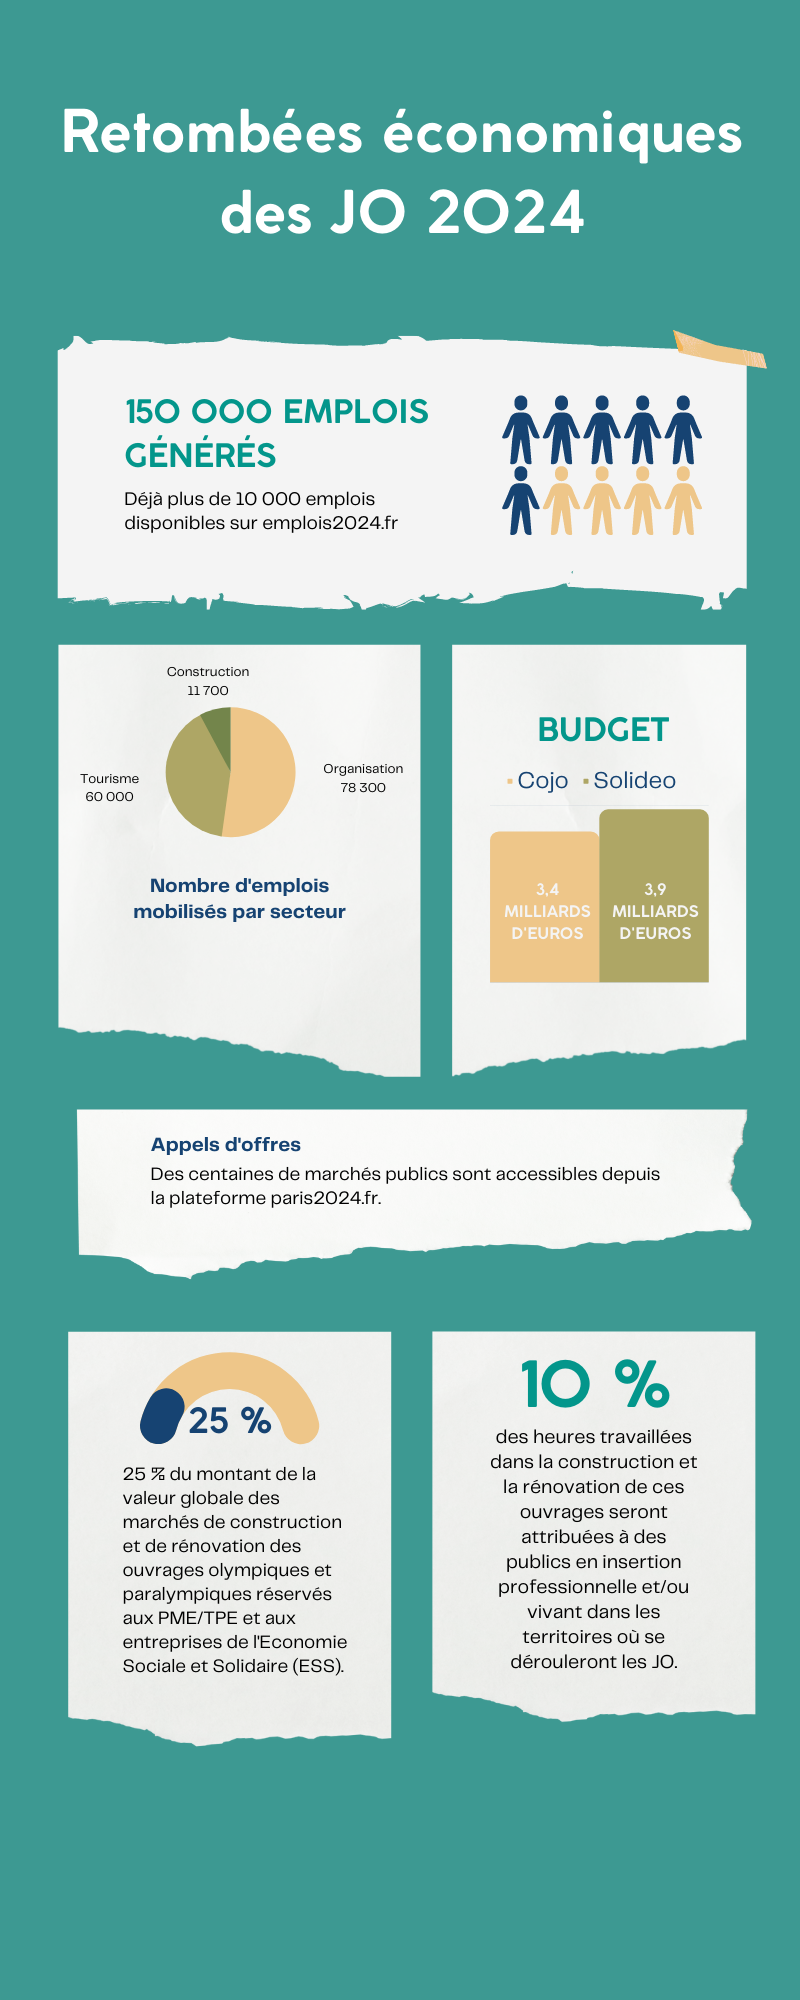 Retombées économiques
des JO 2024
150 000 EMPLOIS
GÉNÉRÉS
Déjà plus de 10 000 emplois
disponibles sur emplois2024.fr
Construction
11 700
Tourisme
60 000
Organisation
78 300
Nombre d'emplois
mobilisés par secteur
BUDGET
Cojo
Solideo
3,4
MILLIARDS
D'EUROS
3,9
MILLIARDS
D'EUROS
Appels d'offres
Des centaines de marchés publics sont accessibles depuis
la plateforme paris2024.fr.
25 %
25 % du montant de la
valeur globale des
marchés de construction
et de rénovation des
ouvrages olympiques et
paralympiques réservés
aux PME/TPE et aux
entreprises de l'Economie
Sociale et Solidaire (ESS).
10 %
des heures travaillées
dans la construction et
la rénovation de ces
ouvrages seront
attribuées à des
publics en insertion
professionnelle et/ou
vivant dans les
territoires où se
dérouleront les JO.